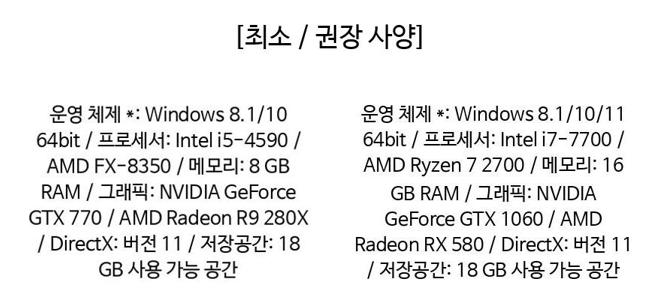 [최소 / 권장 사양]
운영 체제 *: Windows 8.1/10
64bit / 프로세서: Intel i5-4590 /
AMD FX-8350 / 메모리: 8 GB
RAM / 그래픽: NVIDIA GeForce
GTX 770 / AMD Radeon R9 280X
/ DirectX: 버전 11 / 저장공간: 18
GB 사용 가능 공간
운영 체제 *: Windows 8.1/10/11
64bit / 프로세서: Intel i7-7700 /
AMD Ryzen 7 2700 / 메모리: 16
GB RAM / 그래픽: NVIDIA
GeForce GTX 1060 / AMD
Radeon RX 580 / DirectX: 버전 11
/ 저장공간: 18 GB 사용 가능 공간